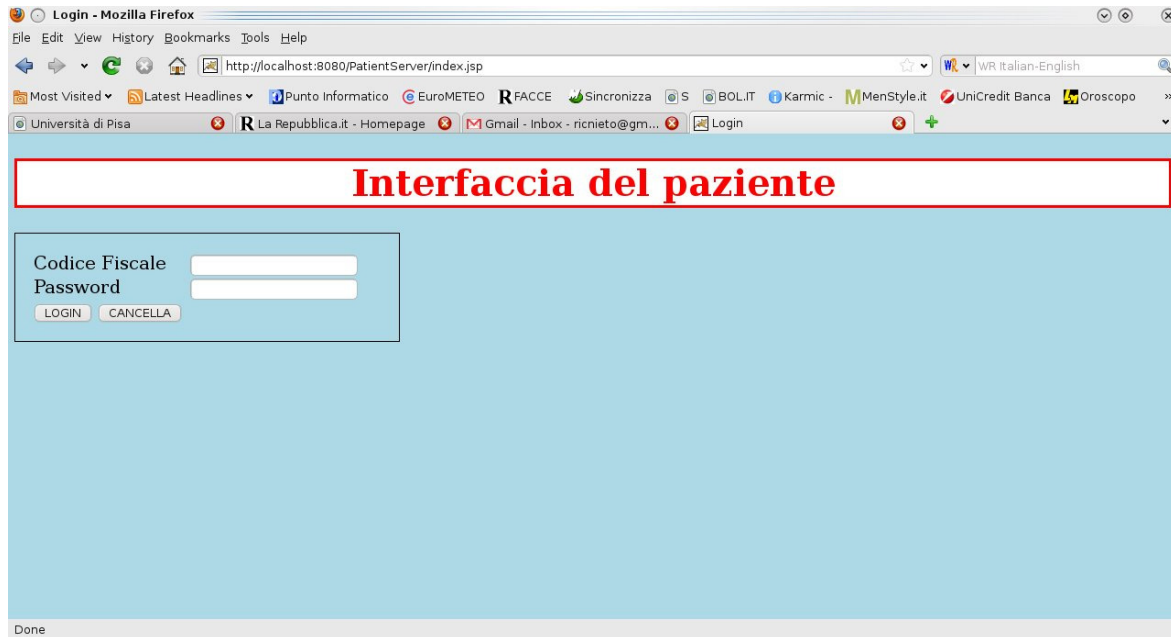 Login - Mozilla Firefox
File Edit View History Bookmarks Tools Help
http://localhost:8080/PatientServer/index.jsp WR Italian-English
Most Visited Latest Headlines Punto Informatico EuroMETEO FACCE Sincronizza S BOL.IT Karmic - MenStyle.it UniCredit Banca Oroscopo »
Università di Pisa La Repubblica.it - Homepage Gmail - Inbox - ricnieto@gm... Login
Interfaccia del paziente
Codice Fiscale
Password
LOGIN CANCELLA
Done